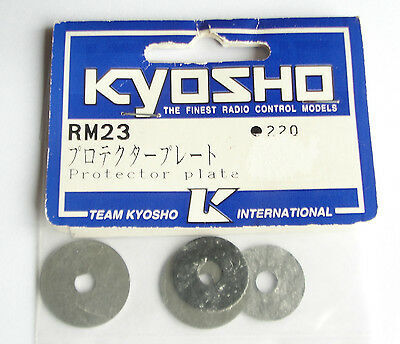 KYOSHO
THE FINEST RADIO CONTROL MODELS
RM23 ●220
プロテクタープレート
Protector plate
TEAM KYOSHO K INTERNATIONAL